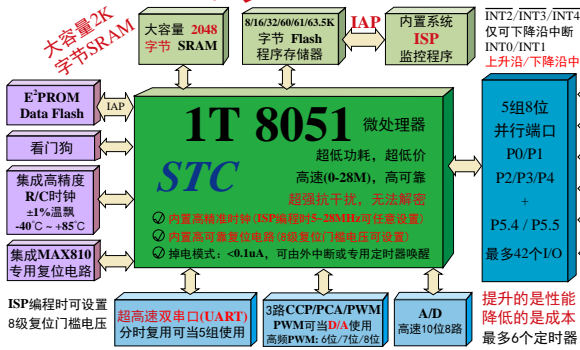 大容量2K
字节SRAM
大容量 2048
字节 SRAM
8/16/32/60/61/63.5K
字节 Flash
程序存储器
IAP
内置系统
ISP
监控程序
INT2/INT3/INT4
仅可下降沿中断
INT0/INT1
上升沿/下降沿中
E²PROM
Data Flash
IAP
看门狗
集成高精度
R/C时钟
±1%温飘
-40℃ ~ +85℃
集成MAX810
专用复位电路
1T 8051 微处理器
STC
超低功耗，超低价
高速(0-28M)，高可靠
超强抗干扰，无法解密
内置高精准时钟 (ISP编程时5~28MHz可任意设置)
内置高可靠复位电路 (8级复位门槛电压可设置)
掉电模式：<0.1uA，可由外中断或专用定时器唤醒
5组8位
并行端口
P0/P1
P2/P3/P4
+
P5.4 / P5.5
最多42个I/O
ISP编程时可设置
8级复位门槛电压
超高速双串口(UART)
分时复用可当5组使用
3路CCP/PCA/PWM
PWM可当D/A使用
高频PWM: 6位/7位/8位
A/D
高速10位8路
提升的是性能
降低的是成本
最多6个定时器